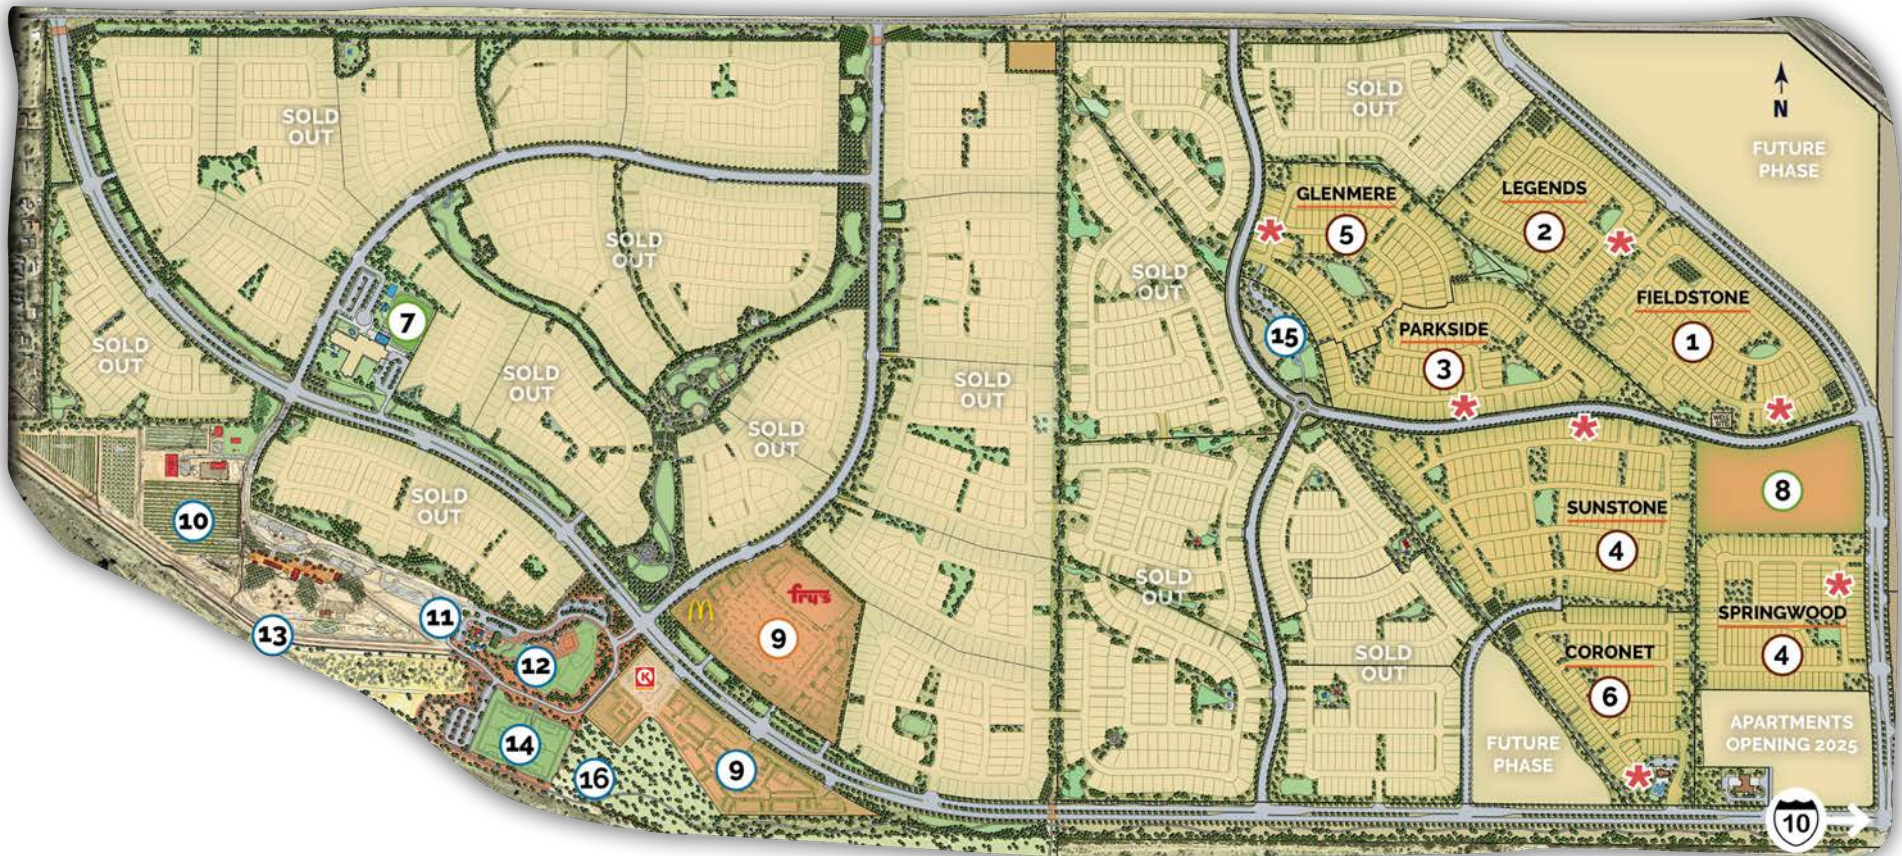 SOLD
OUT
SOLD
OUT
N
FUTURE
PHASE
GLENMERE
5
LEGENDS
2
SOLD
OUT
SOLD
OUT
FIELDSTONE
1
7
15
PARKSIDE
3
SOLD
OUT
SOLD
OUT
SOLD
OUT
WELL
SITE
SOLD
OUT
SOLD
OUT
8
10
SUNSTONE
4
SOLD
OUT
fry's
9
11
13
12
K
SPRINGWOOD
4
SOLD
OUT
CORONET
6
14
16
9
FUTURE
PHASE
APARTMENTS
OPENING 2025
10